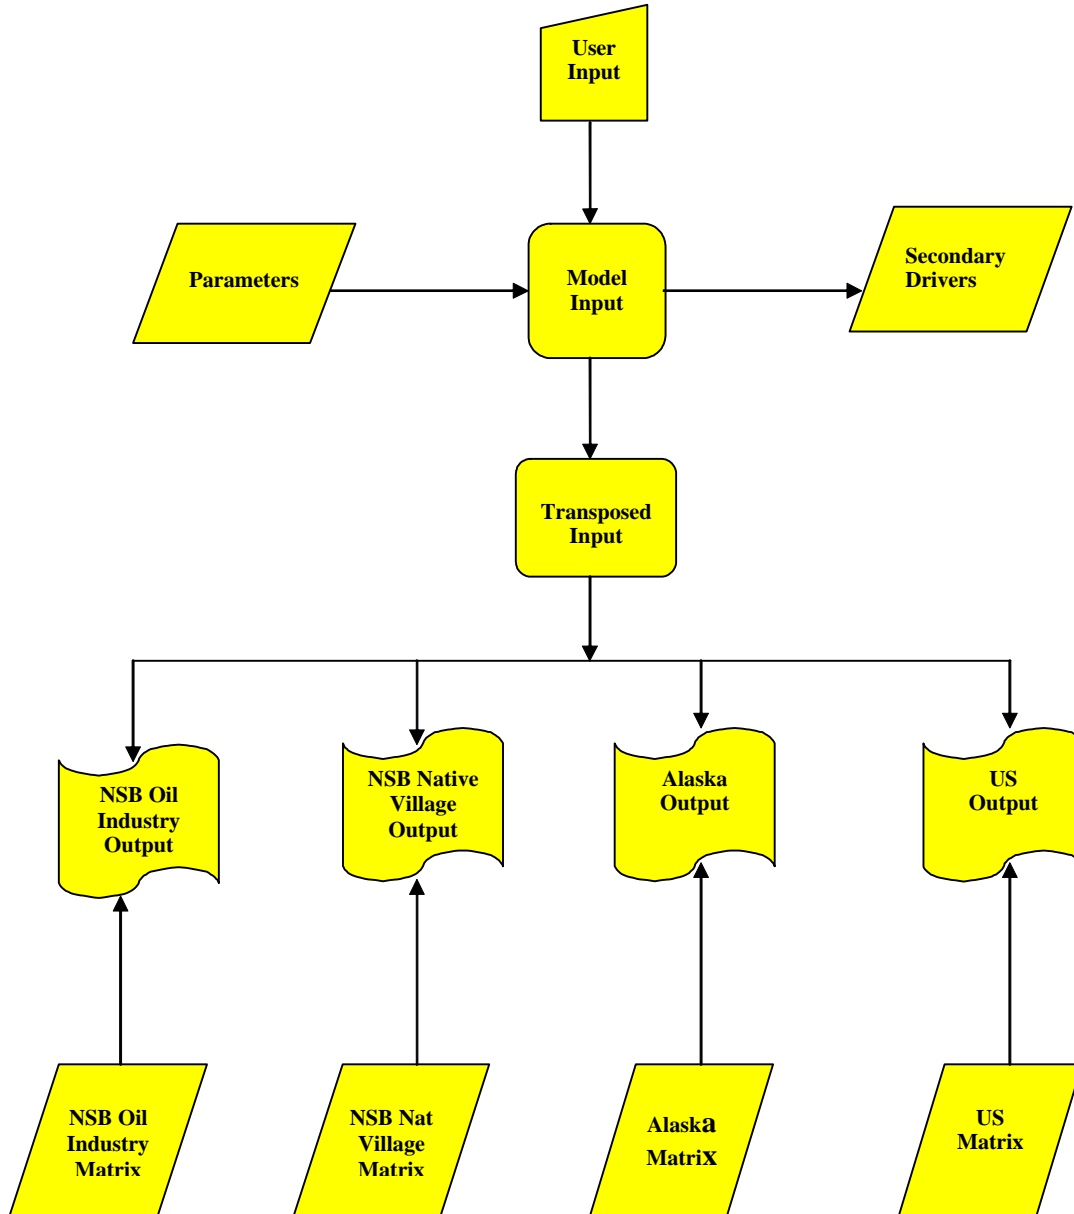 User
Input
Parameters
Model
Input
Secondary
Drivers
Transposed
Input
NSB Oil
Industry
Output
NSB Native
Village
Output
Alaska
Output
US
Output
NSB Oil
Industry
Matrix
NSB Nat
Village
Matrix
Alaska
Matrix
US
Matrix